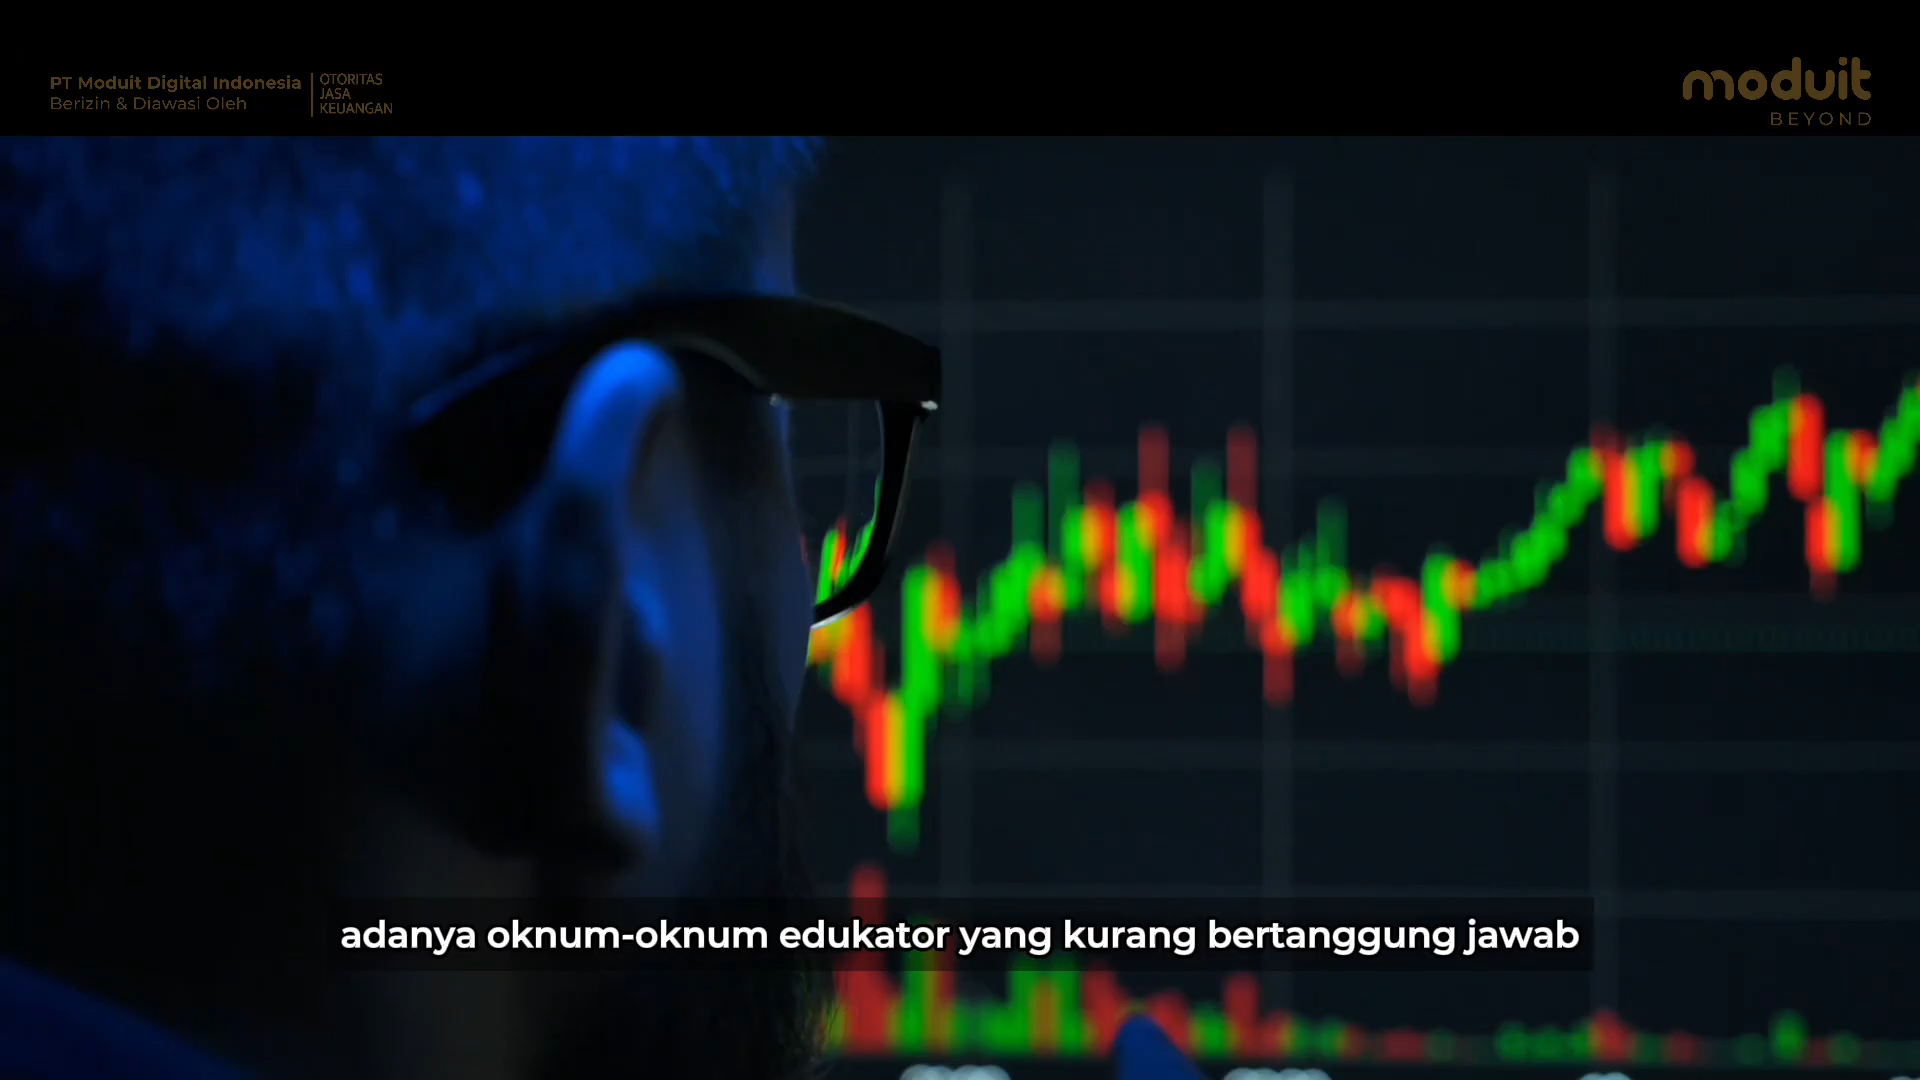 PT Moduit Digital Indonesia
Berizin & Diawasi Oleh
OTORITAS
JASA
KEUANGAN
moduit
BEYOND
adanya oknum-oknum edukator yang kurang bertanggung jawab